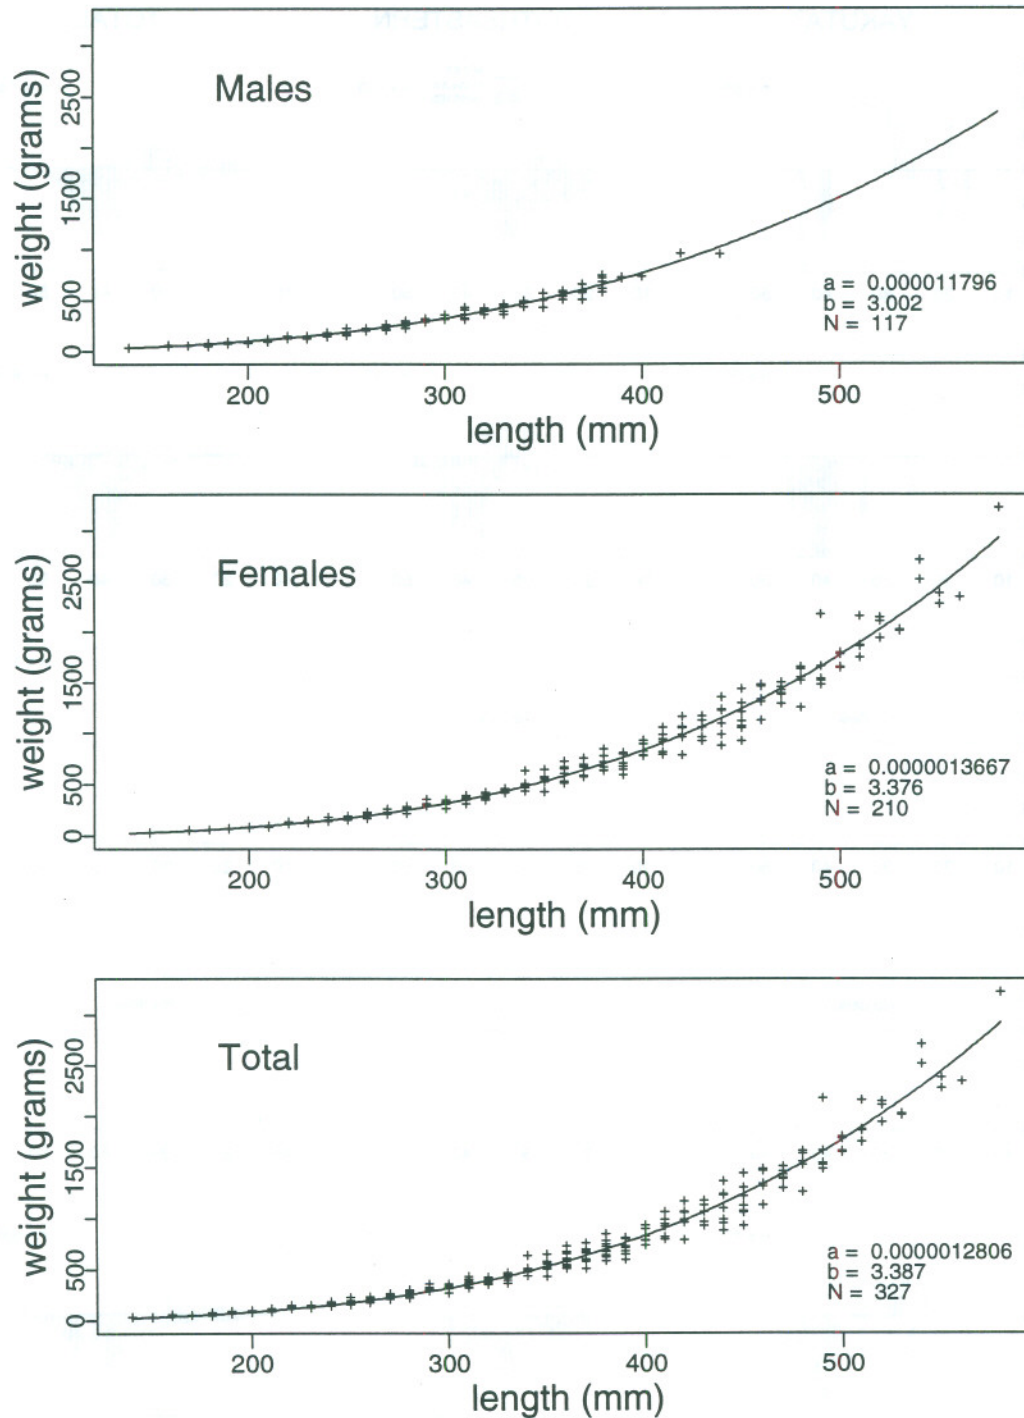 Males
weight (grams)
2500
1500
500
0
a = 0.000011796
b = 3.002
N = 117
200 300 400 500
length (mm)
Females
weight (grams)
2500
1500
500
0
a = 0.0000013667
b = 3.376
N = 210
200 300 400 500
length (mm)
Total
weight (grams)
2500
1500
500
0
a = 0.0000012806
b = 3.387
N = 327
200 300 400 500
length (mm)